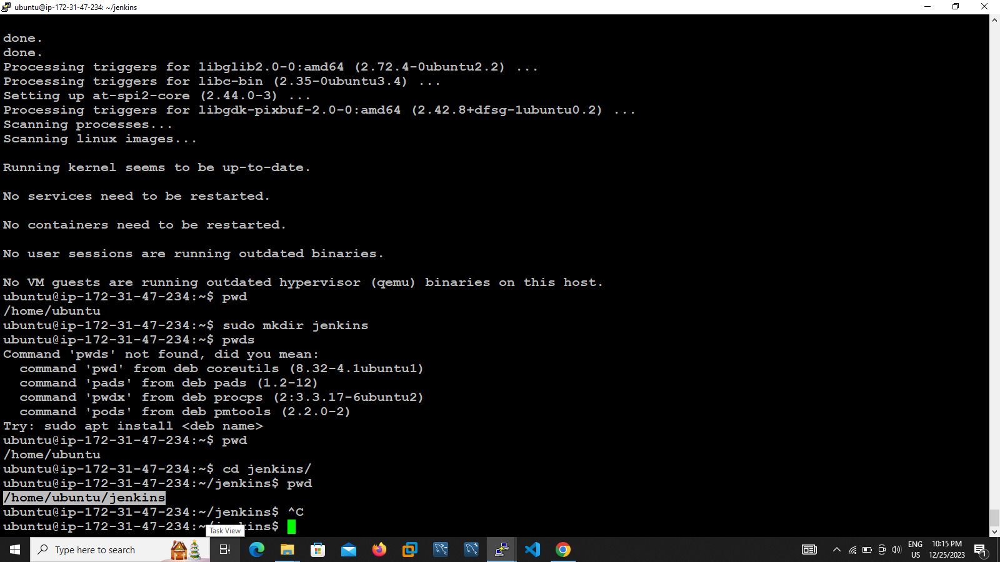 ubuntu@ip-172-31-47-234: ~/jenkins
done.
done.
Processing triggers for libglib2.0-0:amd64 (2.72.4-0ubuntu2.2) ...
Processing triggers for libc-bin (2.35-0ubuntu3.4) ...
Setting up at-spi2-core (2.44.0-3) ...
Processing triggers for libgdk-pixbuf-2.0-0:amd64 (2.42.8+dfsg-1ubuntu0.2) ...
Scanning processes...
Scanning linux images...
Running kernel seems to be up-to-date.
No services need to be restarted.
No containers need to be restarted.
No user sessions are running outdated binaries.
No VM guests are running outdated hypervisor (qemu) binaries on this host.
ubuntu@ip-172-31-47-234:~$ pwd
/home/ubuntu
ubuntu@ip-172-31-47-234:~$ sudo mkdir jenkins
ubuntu@ip-172-31-47-234:~$ pwds
Command 'pwds' not found, did you mean:
  command 'pwd' from deb coreutils (8.32-4.1ubuntu1)
  command 'pads' from deb pads (1.2-12)
  command 'pwdx' from deb procps (2:3.3.17-6ubuntu2)
  command 'pods' from deb pmtools (2.2.0-2)
Try: sudo apt install <deb name>
ubuntu@ip-172-31-47-234:~$ pwd
/home/ubuntu
ubuntu@ip-172-31-47-234:~$ cd jenkins/
ubuntu@ip-172-31-47-234:~/jenkins$ pwd
/home/ubuntu/jenkins
ubuntu@ip-172-31-47-234:~/jenkins$ ^C
ubuntu@ip-172-31-47-234:~/jenkins$
Task View
Type here to search
ENG
US
10:15 PM
12/25/2023
1